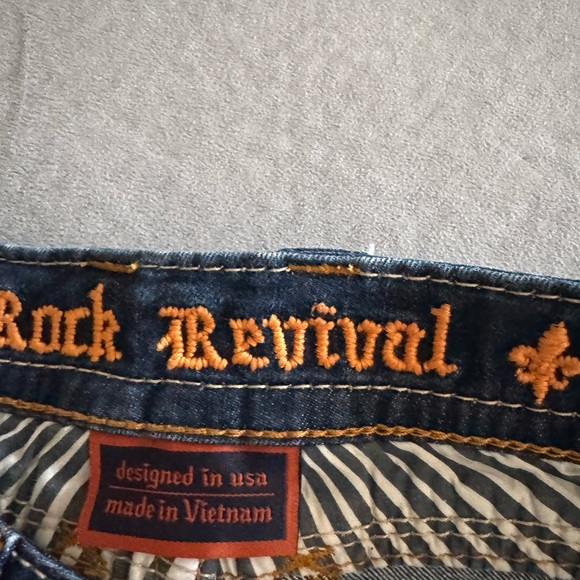 Rock Revival
designed in usa
made in Vietnam